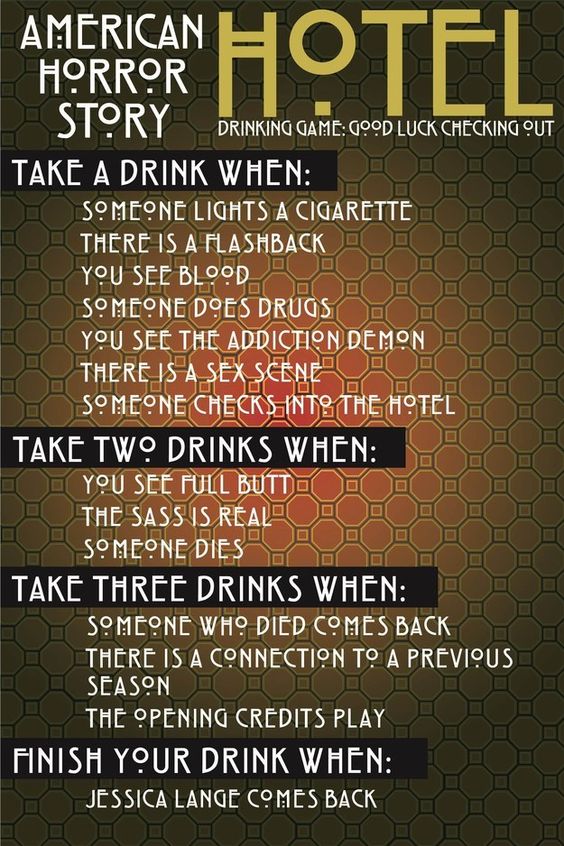 AMERICAN
HORROR
STORY
HOTEL
DRINKING GAME: GOOD LUCK CHECKING OUT
TAKE A DRINK WHEN:
SOMEONE LIGHTS A CIGARETTE
THERE IS A FLASHBACK
YOU SEE BLOOD
SOMEONE DOES DRUGS
YOU SEE THE ADDICTION DEMON
THERE IS A SEX SCENE
SOMEONE CHECKS INTO THE HOTEL
TAKE TWO DRINKS WHEN:
YOU SEE FULL BUTT
THE SASS IS REAL
SOMEONE DIES
TAKE THREE DRINKS WHEN:
SOMEONE WHO DIED COMES BACK
THERE IS A CONNECTION TO A PREVIOUS
SEASON
THE OPENING CREDITS PLAY
FINISH YOUR DRINK WHEN:
JESSICA LANGE COMES BACK